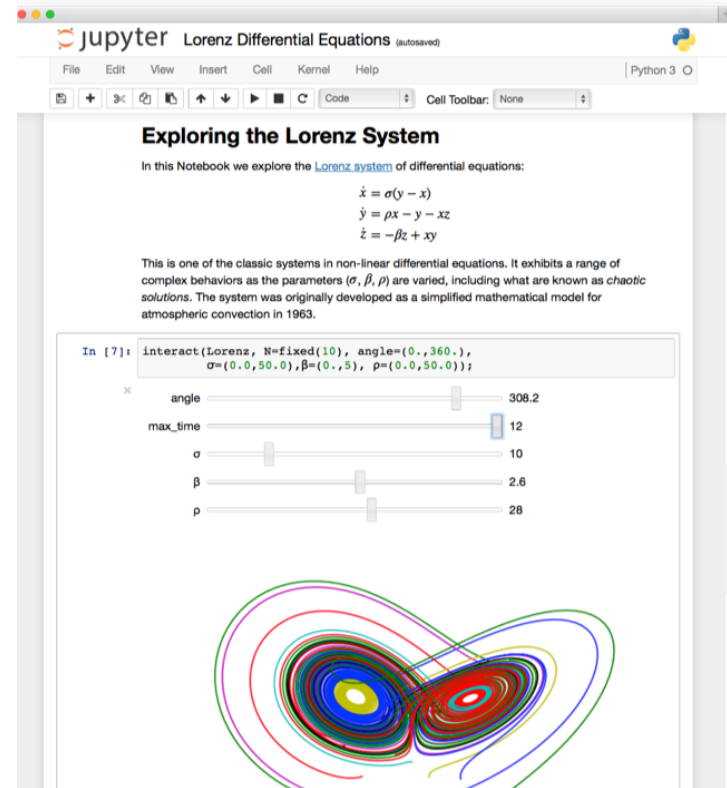 jupyter Lorenz Differential Equations (autosaved)
File Edit View Insert Cell Kernel Help Python 3
Code Cell Toolbar: None
Exploring the Lorenz System
In this Notebook we explore the Lorenz system of differential equations:
ẋ = σ(y − x)
ẏ = ρx − y − xz
ż = −βz + xy
This is one of the classic systems in non-linear differential equations. It exhibits a range of
complex behaviors as the parameters (σ, β, ρ) are varied, including what are known as chaotic
solutions. The system was originally developed as a simplified mathematical model for
atmospheric convection in 1963.
In [7]: interact(Lorenz, N=fixed(10), angle=(0.,360.),
σ=(0.0,50.0),β=(0.,5), ρ=(0.0,50.0));
angle 308.2
max_time 12
σ 10
β 2.6
ρ 28